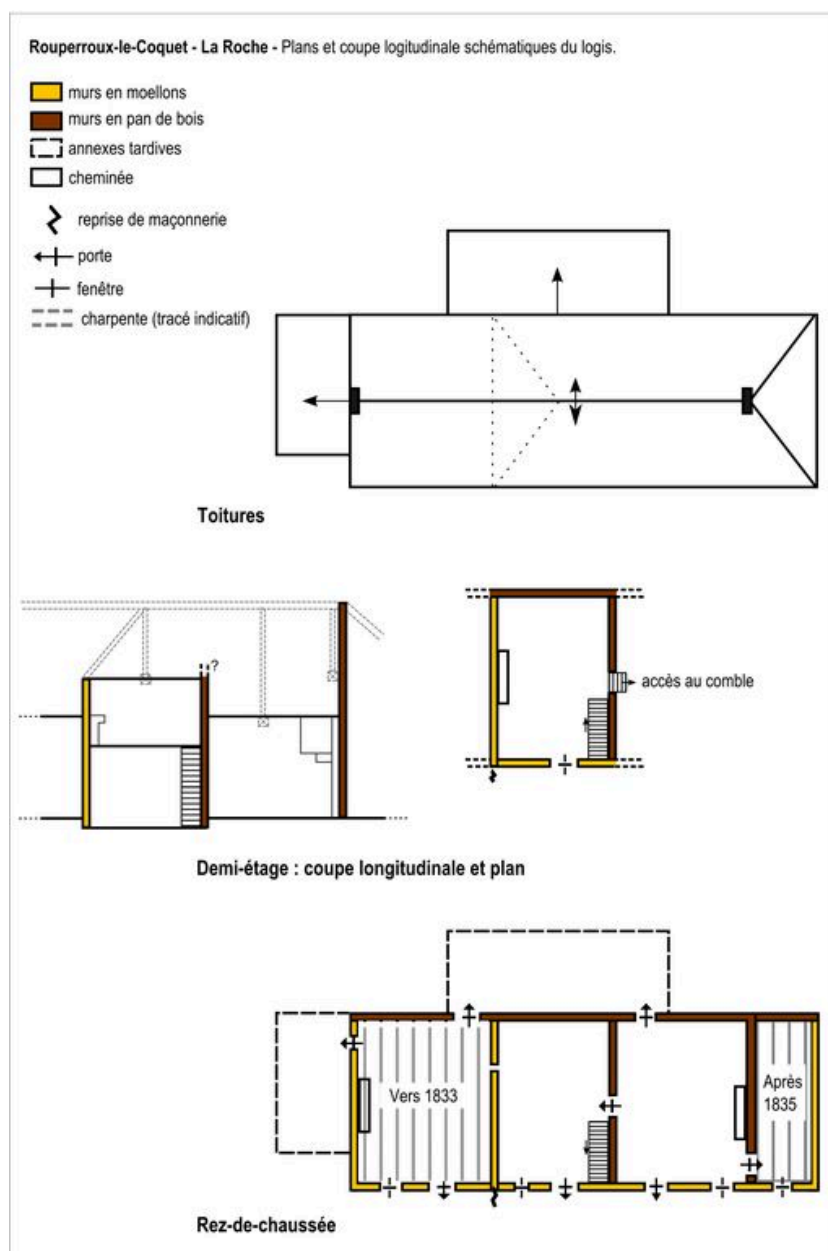 Rouperroux-le-Coquet - La Roche - Plans et coupe logitudinale schématiques du logis.
murs en moellons
murs en pan de bois
annexes tardives
cheminée
reprise de maçonnerie
porte
fenêtre
charpente (tracé indicatif)
Toitures
?
accès au comble
Demi-étage : coupe longitudinale et plan
Vers 1833
Après
1835
Rez-de-chaussée